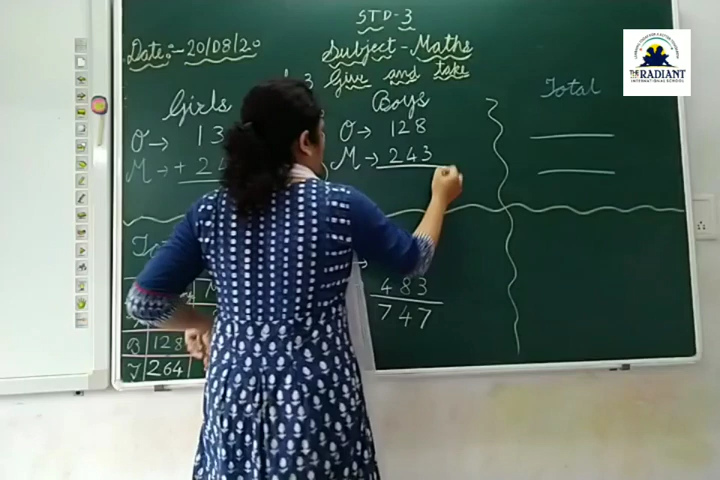 STD-3
Date:-20/08/20
Subject-Maths
Give and take
THE RADIANT
INTERNATIONAL SCHOOL
Girls
Boys
Total
O→ 13
O→ 128
M→ + 24
M→ 243
483
747
B 128
T 264